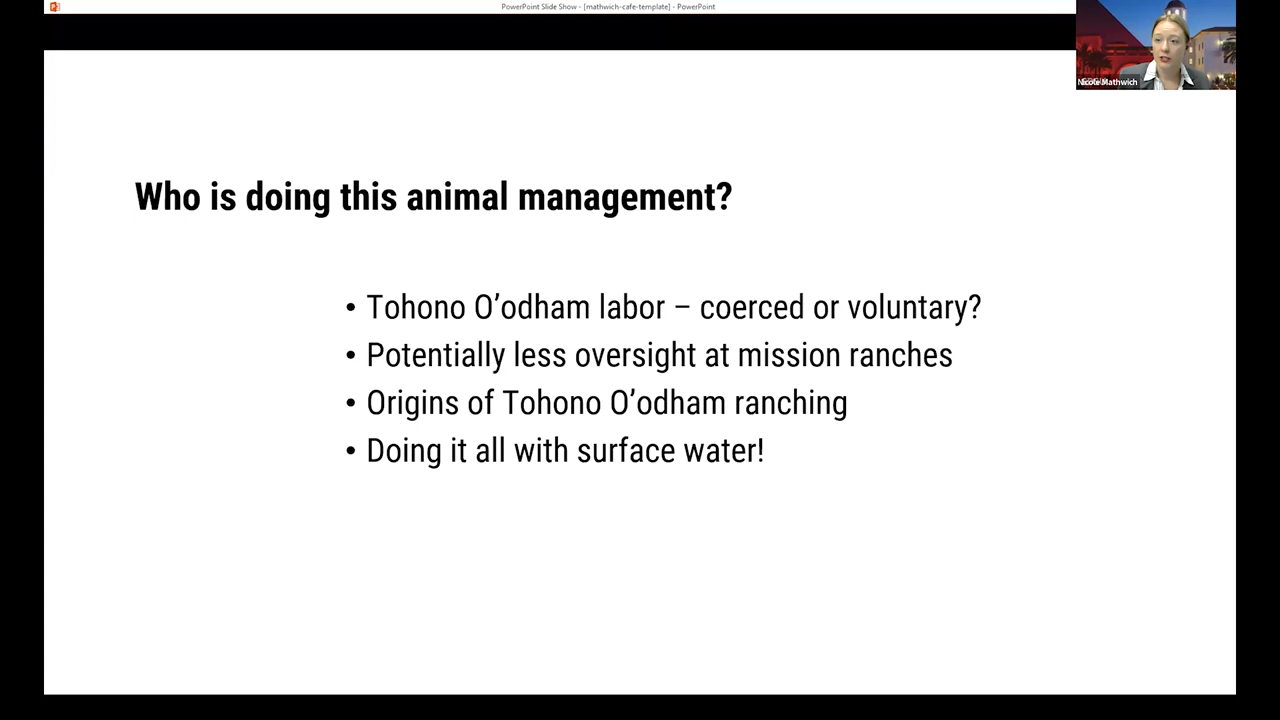 PowerPoint Slide Show - [mathwich-cafe-template] - PowerPoint
Nicole Mathwich
Who is doing this animal management?
• Tohono O’odham labor – coerced or voluntary?
• Potentially less oversight at mission ranches
• Origins of Tohono O’odham ranching
• Doing it all with surface water!